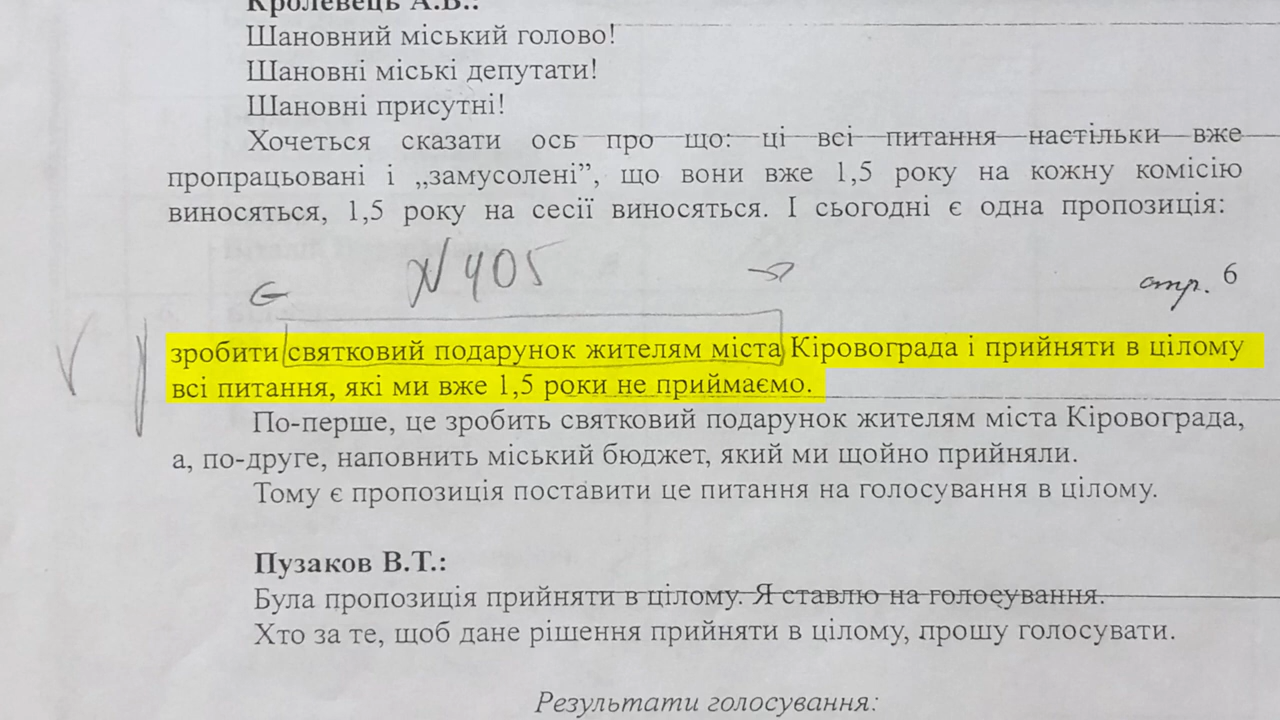 Кролевець А.В.:
Шановний міський голово!
Шановні міські депутати!
Шановні присутні!
Хочеться сказати ось про що: ці всі питання настільки вже
пропрацьовані і „замусолені”, що вони вже 1,5 року на кожну комісію
виносяться, 1,5 року на сесії виносяться. І сьогодні є одна пропозиція:
N 405
стр. 6
зробити святковий подарунок жителям міста Кіровограда і прийняти в цілому
всі питання, які ми вже 1,5 роки не приймаємо.
По-перше, це зробить святковий подарунок жителям міста Кіровограда,
а, по-друге, наповнить міський бюджет, який ми щойно прийняли.
Тому є пропозиція поставити це питання на голосування в цілому.
Пузаков В.Т.:
Була пропозиція прийняти в цілому. Я ставлю на голосування.
Хто за те, щоб дане рішення прийняти в цілому, прошу голосувати.
Результати голосування: